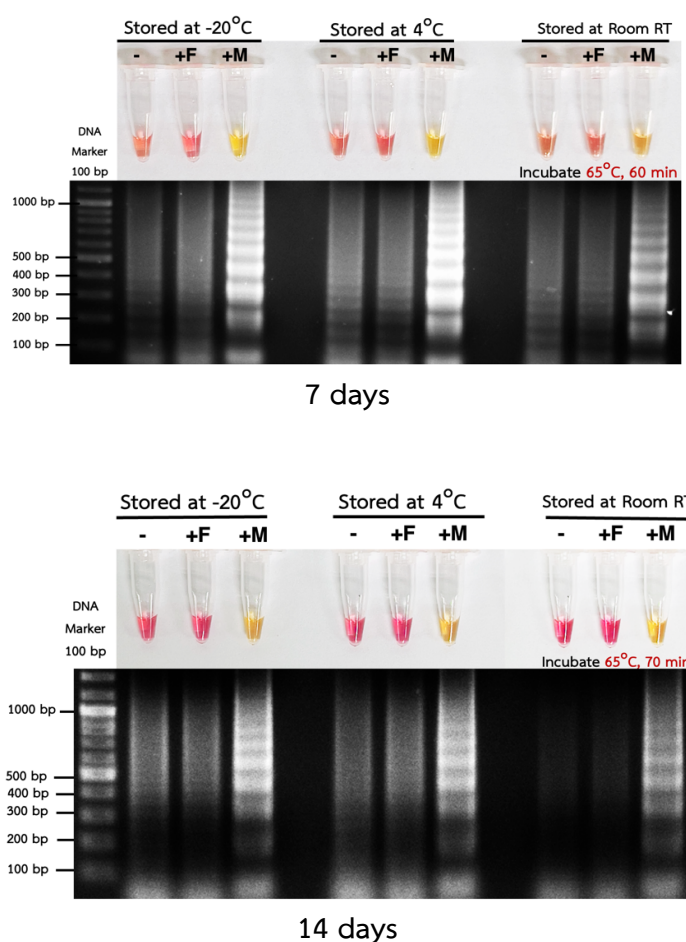 Stored at -20°C Stored at 4°C Stored at Room RT
- +F +M - +F +M - +F +M
DNA
Marker
100 bp
Incubate 65°C, 60 min
1000 bp
500 bp
400 bp
300 bp
200 bp
100 bp
7 days
Stored at -20°C Stored at 4°C Stored at Room RT
- +F +M - +F +M - +F +M
DNA
Marker
100 bp
Incubate 65°C, 70 min
1000 bp
500 bp
400 bp
300 bp
200 bp
100 bp
14 days